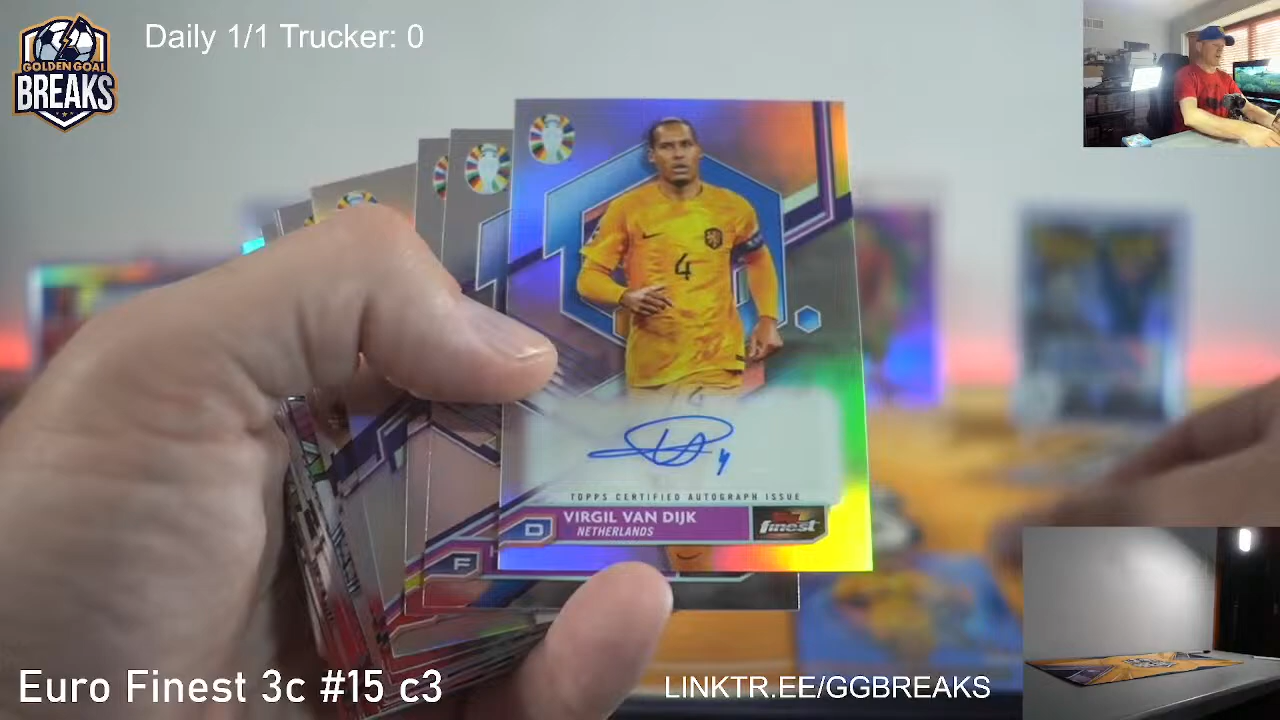 Daily 1/1 Trucker: 0
GOLDEN GOAL
BREAKS
4
TOPPS CERTIFIED AUTOGRAPH ISSUE
D
VIRGIL VAN DIJK
NETHERLANDS
finest
F
Euro Finest 3c #15 c3
LINKTR.EE/GGBREAKS